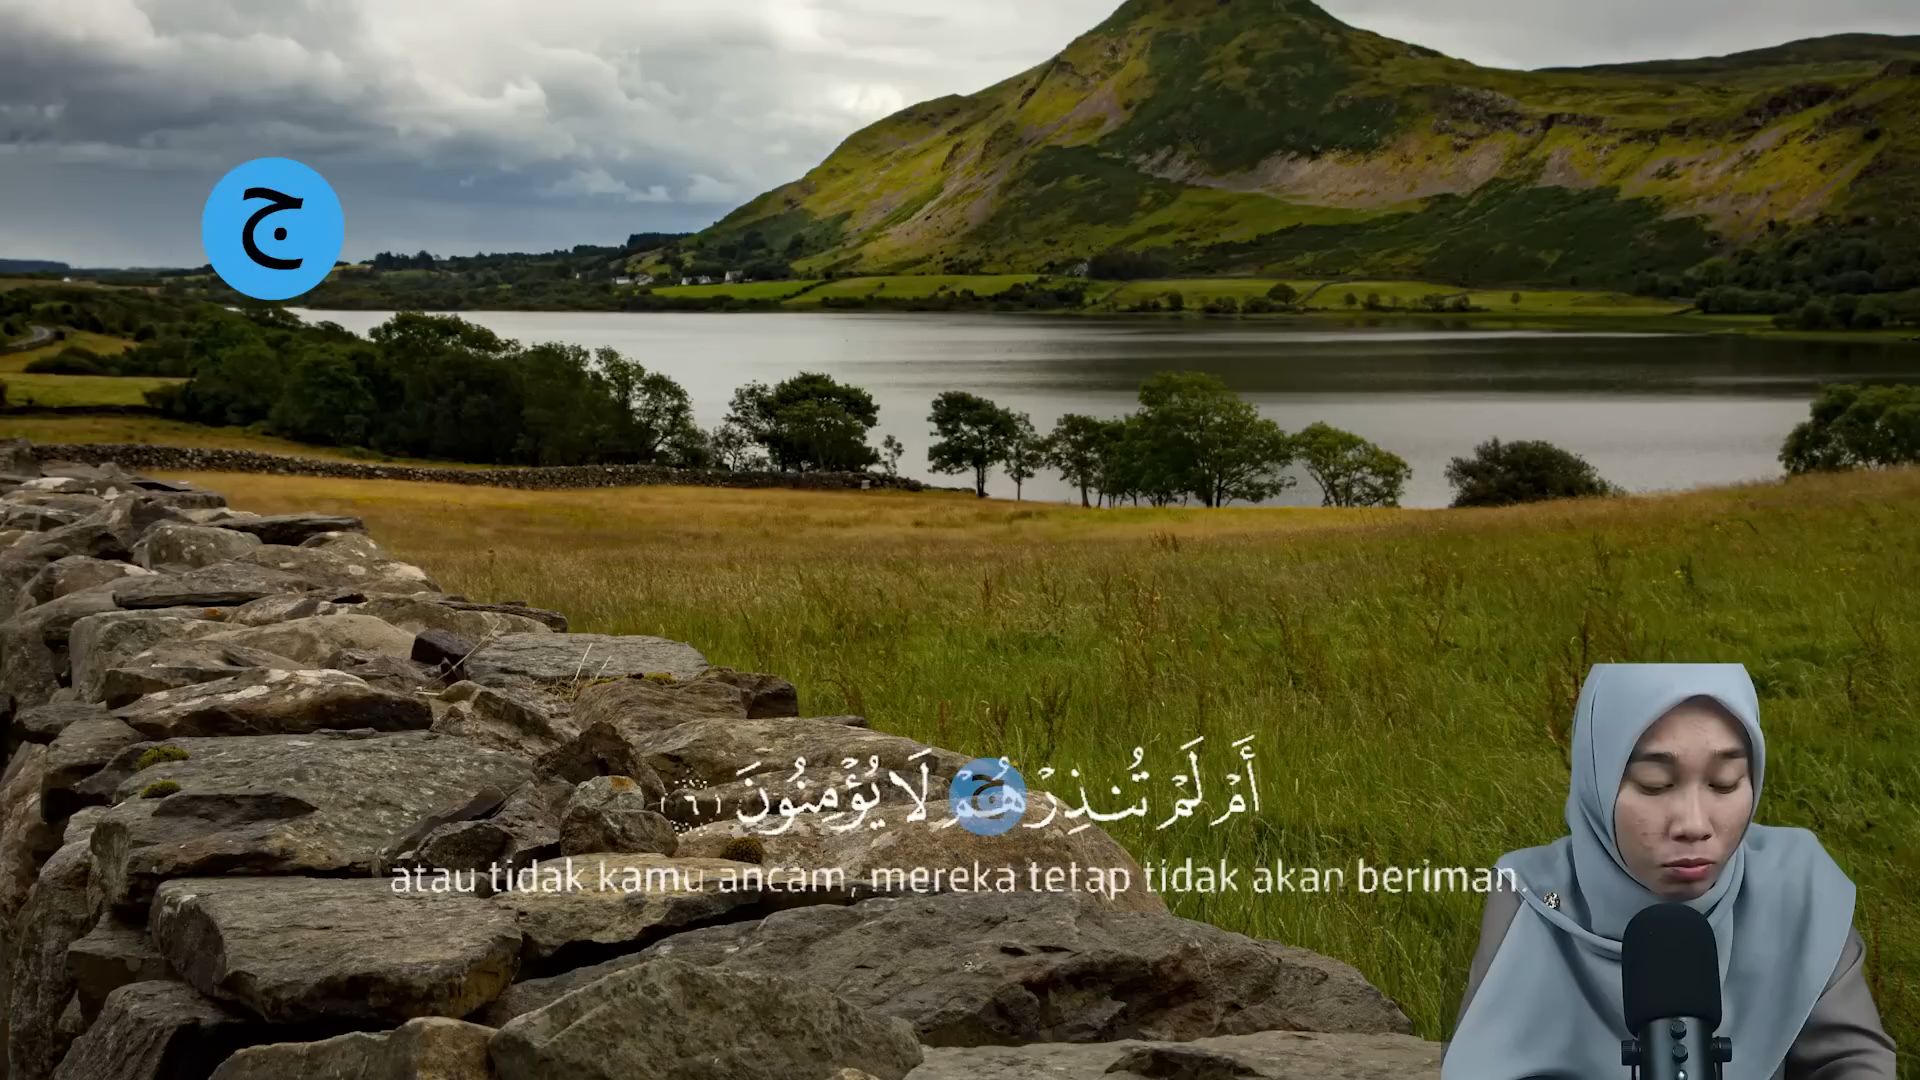 ج
أَمْ لَمْ تُنذِرْهُمْ لَا يُؤْمِنُونَ ۝٦
ج
atau tidak kamu ancam, mereka tetap tidak akan beriman.